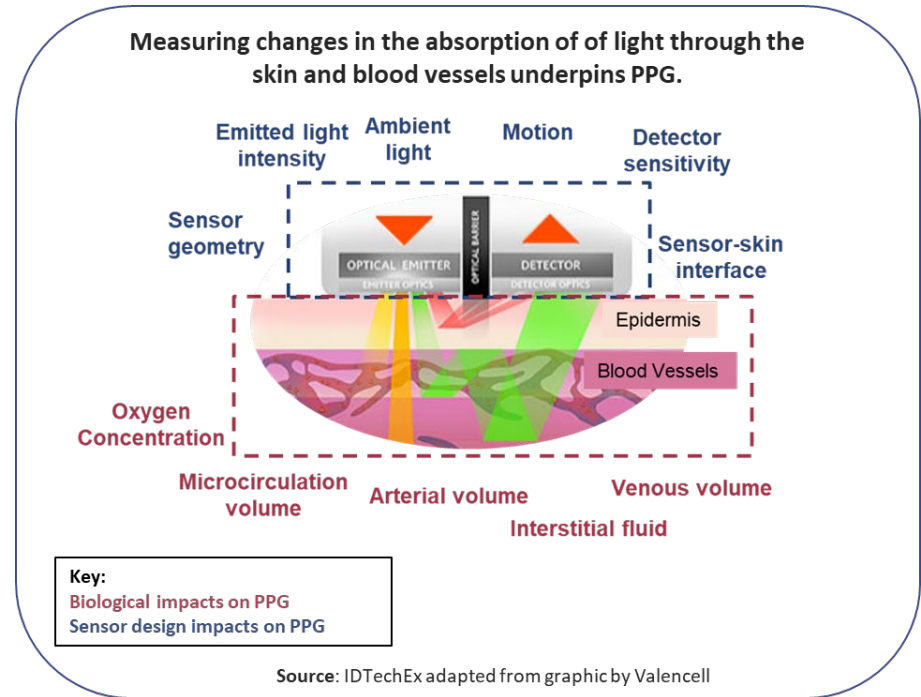 Measuring changes in the absorption of of light through the
skin and blood vessels underpins PPG.
Emitted light
intensity
Ambient
light
Motion
Detector
sensitivity
Sensor
geometry
Sensor-skin
interface
OPTICAL EMITTER
EMITTER OPTICS
OPTICAL BARRIER
DETECTOR
DETECTOR OPTICS
Epidermis
Blood Vessels
Oxygen
Concentration
Microcirculation
volume
Arterial volume
Venous volume
Interstitial fluid
Key:
Biological impacts on PPG
Sensor design impacts on PPG
Source: IDTechEx adapted from graphic by Valencell